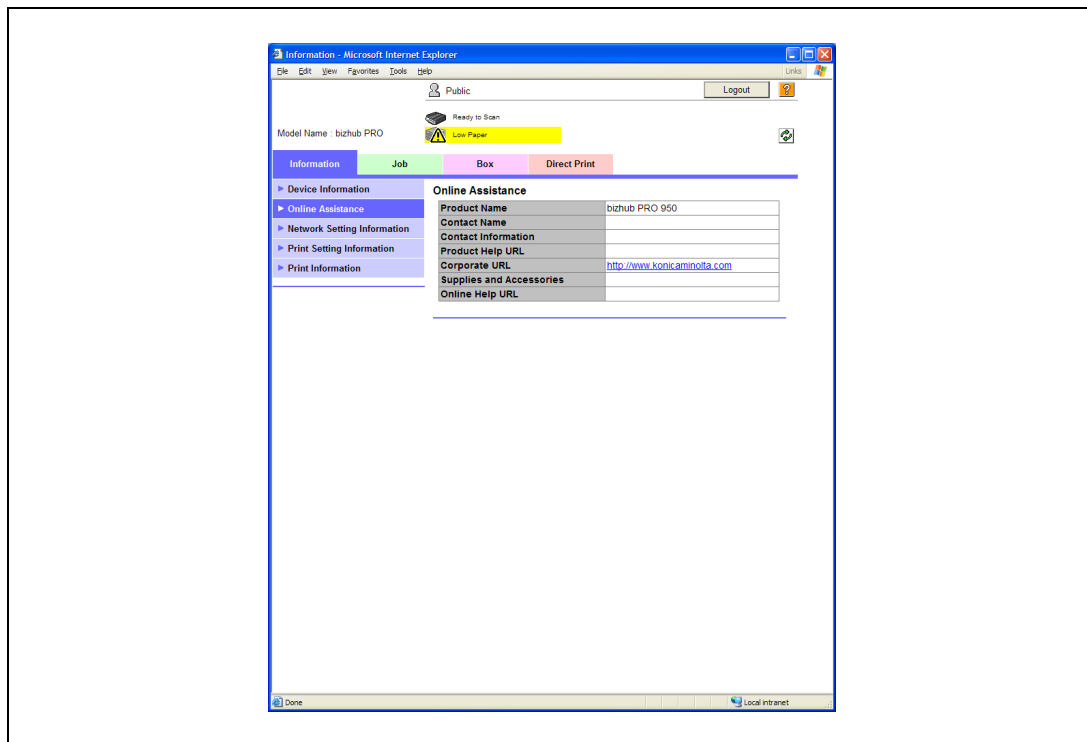 Information - Microsoft Internet Explorer
File Edit View Favorites Tools Help Links
Public Logout ?
Ready to Scan
Model Name : bizhub PRO Low Paper
Information Job Box Direct Print
Device Information
Online Assistance
Network Setting Information
Print Setting Information
Print Information
Online Assistance
Product Name bizhub PRO 950
Contact Name
Contact Information
Product Help URL
Corporate URL http://www.konicaminolta.com
Supplies and Accessories
Online Help URL
Done Local intranet